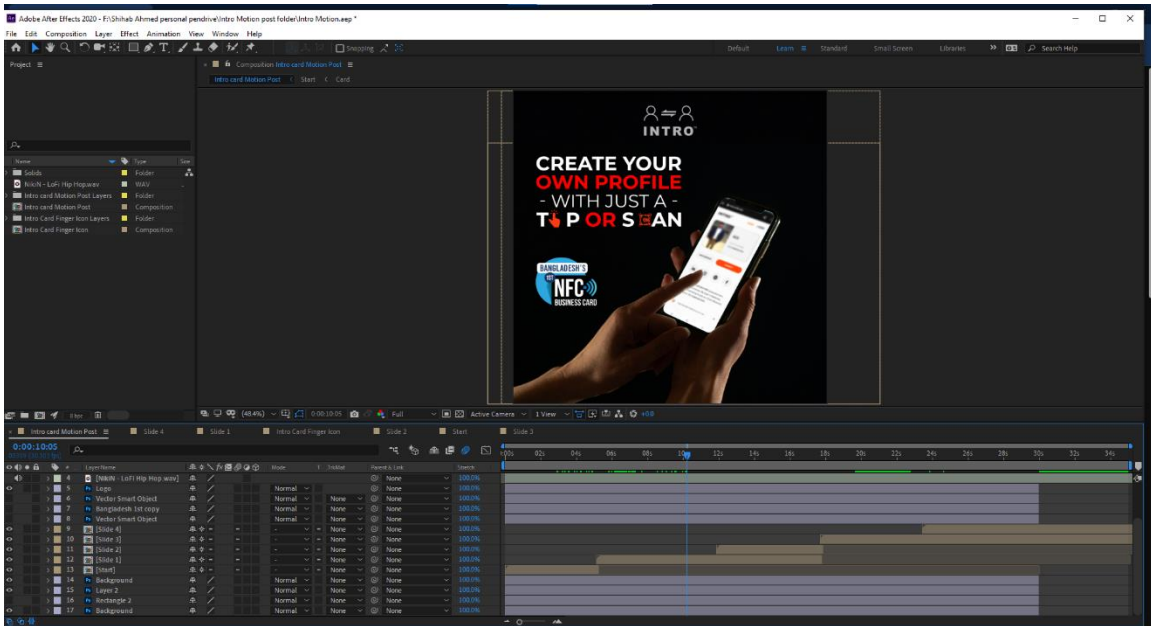 Adobe After Effects 2020 - F:\Shihab Ahmed personal pendrive\Intro Motion post folder\Intro Motion.aep *
File Edit Composition Layer Effect Animation View Window Help
Snapping
Default Learn Standard Small Screen Libraries Search Help
Project
Composition Intro card Motion Post
Intro card Motion Post Start Card
Name Type Size
Solids Folder
NikiN - LoFi Hip Hop.wav WAV
Intro card Motion Post Layers Folder
Intro card Motion Post Composition
Intro Card Finger Icon Layers Folder
Intro Card Finger Icon Composition
INTRO
CREATE YOUR
OWN PROFILE
- WITH JUST A -
T P OR S AN
BANGLADESH'S
1ST
NFC
BUSINESS CARD
(48.4%) 0:00:10:05 Full Active Camera 1 View +0.0
Intro card Motion Post Slide 4 Slide 1 Intro Card Finger Icon Slide 2 Start Slide 3
0:00:10:05
02s 04s 06s 08s 10s 12s 14s 16s 18s 20s 22s 24s 26s 28s 30s 32s 34s
# Layer Name Mode T TrkMat Parent & Link Stretch
4 [NikiN - LoFi Hip Hop.wav] None 100.0%
5 Logo Normal None 100.0%
6 Vector Smart Object Normal None None 100.0%
7 Bangladesh 1st copy Normal None None 100.0%
8 Vector Smart Object Normal None None 100.0%
9 [Slide 4] - None None 100.0%
10 [Slide 3] - None None 100.0%
11 [Slide 2] - None None 100.0%
12 [Slide 1] - None None 100.0%
13 [Start] - None None 100.0%
14 Background Normal None None 100.0%
15 Layer 2 Normal None None 100.0%
16 Rectangle 2 Normal None None 100.0%
17 Background Normal None None 100.0%